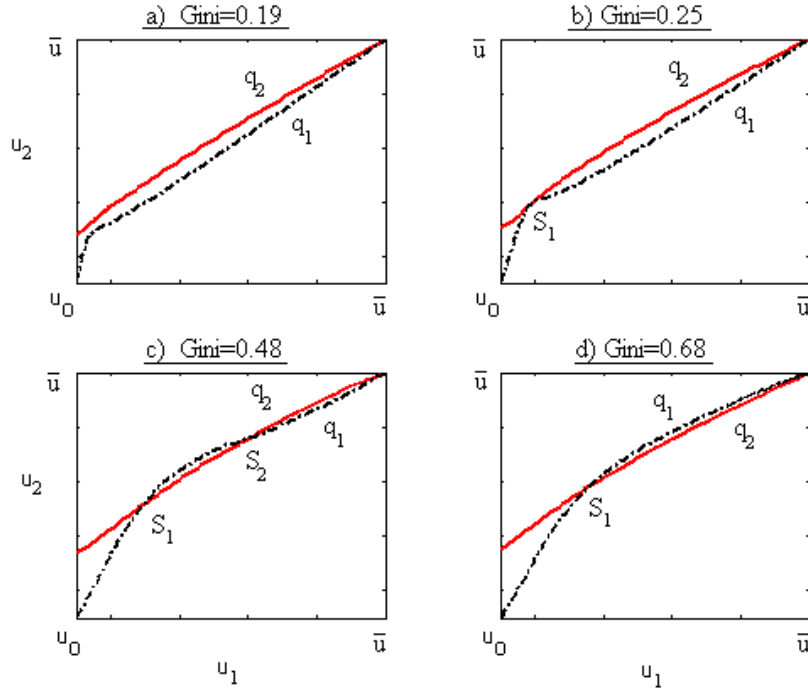 a) Gini=0.19
b) Gini=0.25
u̅
q2
q1
u2
u0
u̅
u̅
q2
q1
S1
u0
u̅
c) Gini=0.48
d) Gini=0.68
u̅
q2
q1
S2
S1
u2
u0
u̅
u1
u̅
q1
q2
S1
u0
u̅
u1